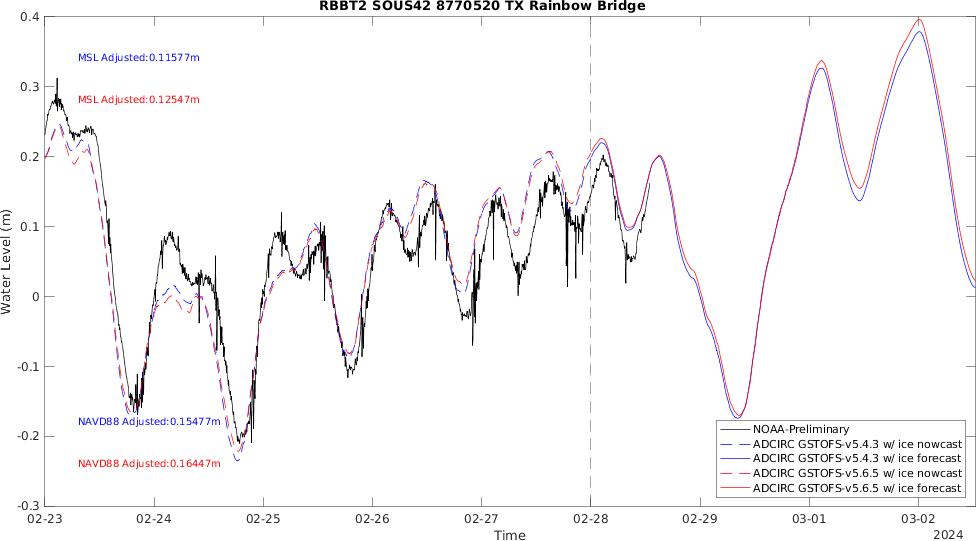 RBBT2 SOUS42 8770520 TX Rainbow Bridge
0.4
0.3
0.2
0.1
0
-0.1
-0.2
-0.3
Water Level (m)
MSL Adjusted:0.11577m
MSL Adjusted:0.12547m
NAVD88 Adjusted:0.15477m
NAVD88 Adjusted:0.16447m
NOAA-Preliminary
ADCIRC GSTOFS-v5.4.3 w/ ice nowcast
ADCIRC GSTOFS-v5.4.3 w/ ice forecast
ADCIRC GSTOFS-v5.6.5 w/ ice nowcast
ADCIRC GSTOFS-v5.6.5 w/ ice forecast
02-23 02-24 02-25 02-26 02-27 02-28 02-29 03-01 03-02
Time
2024